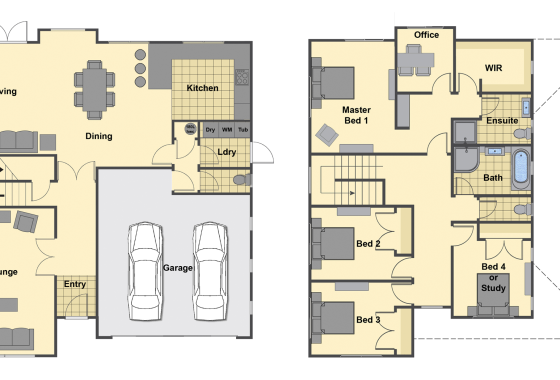 ving
Kitchen
Dining
Dry WM Tub
Ldry
unge
Garage
Entry
Office
WIR
Master
Bed 1
Ensuite
Bath
Bed 2
Bed 4
or
Study
Bed 3